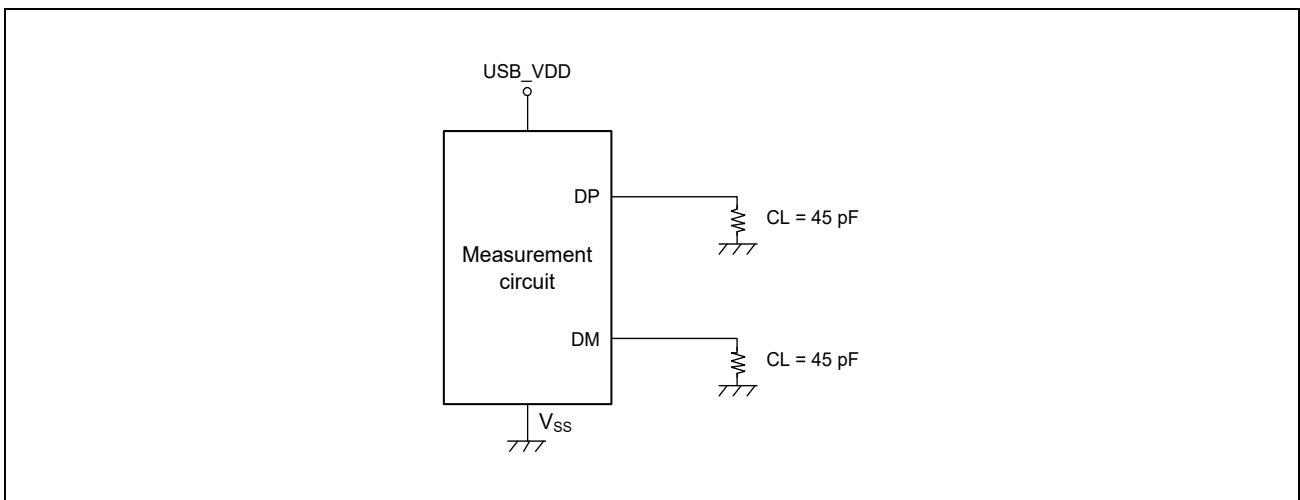 USB_VDD
DP
CL = 45 pF
Measurement
circuit
DM
CL = 45 pF
VSS